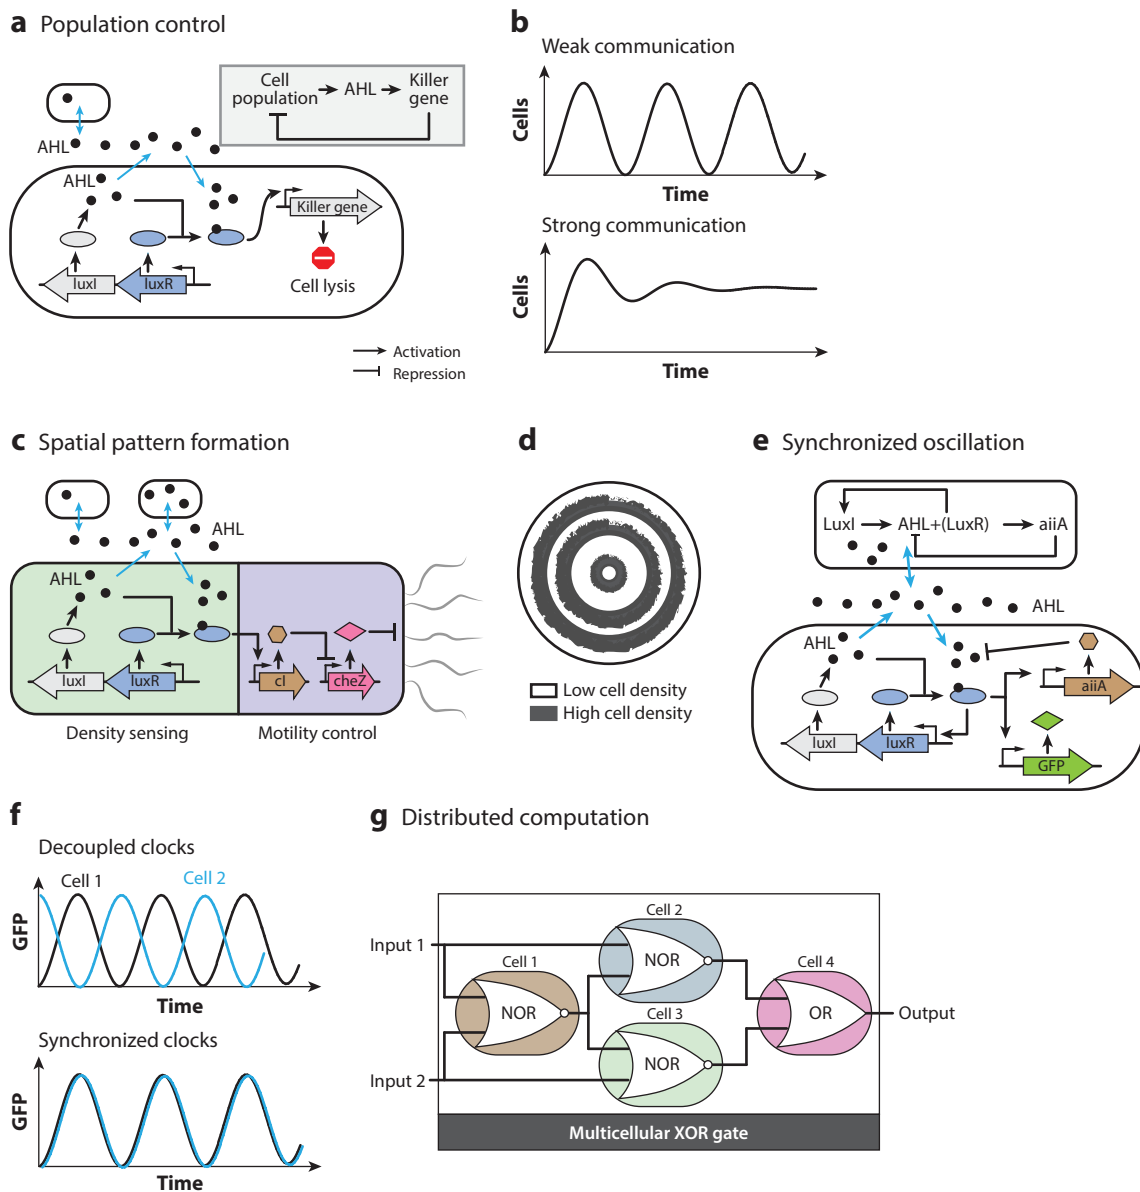 a Population control
Cell population
AHL
Killer gene
AHL
AHL
Killer gene
Cell lysis
luxI
luxR
Activation
Repression
b
Weak communication
Cells
Time
Strong communication
Cells
Time
c Spatial pattern formation
AHL
AHL
luxI
luxR
cI
cheZ
Density sensing
Motility control
d
Low cell density
High cell density
e Synchronized oscillation
LuxI
AHL+(LuxR)
aiiA
AHL
AHL
aiiA
luxI
luxR
GFP
f
Decoupled clocks
Cell 1
Cell 2
GFP
Time
Synchronized clocks
GFP
Time
g Distributed computation
Cell 2
Input 1
NOR
Cell 1
Cell 4
NOR
Cell 3
OR
Output
NOR
Input 2
Multicellular XOR gate